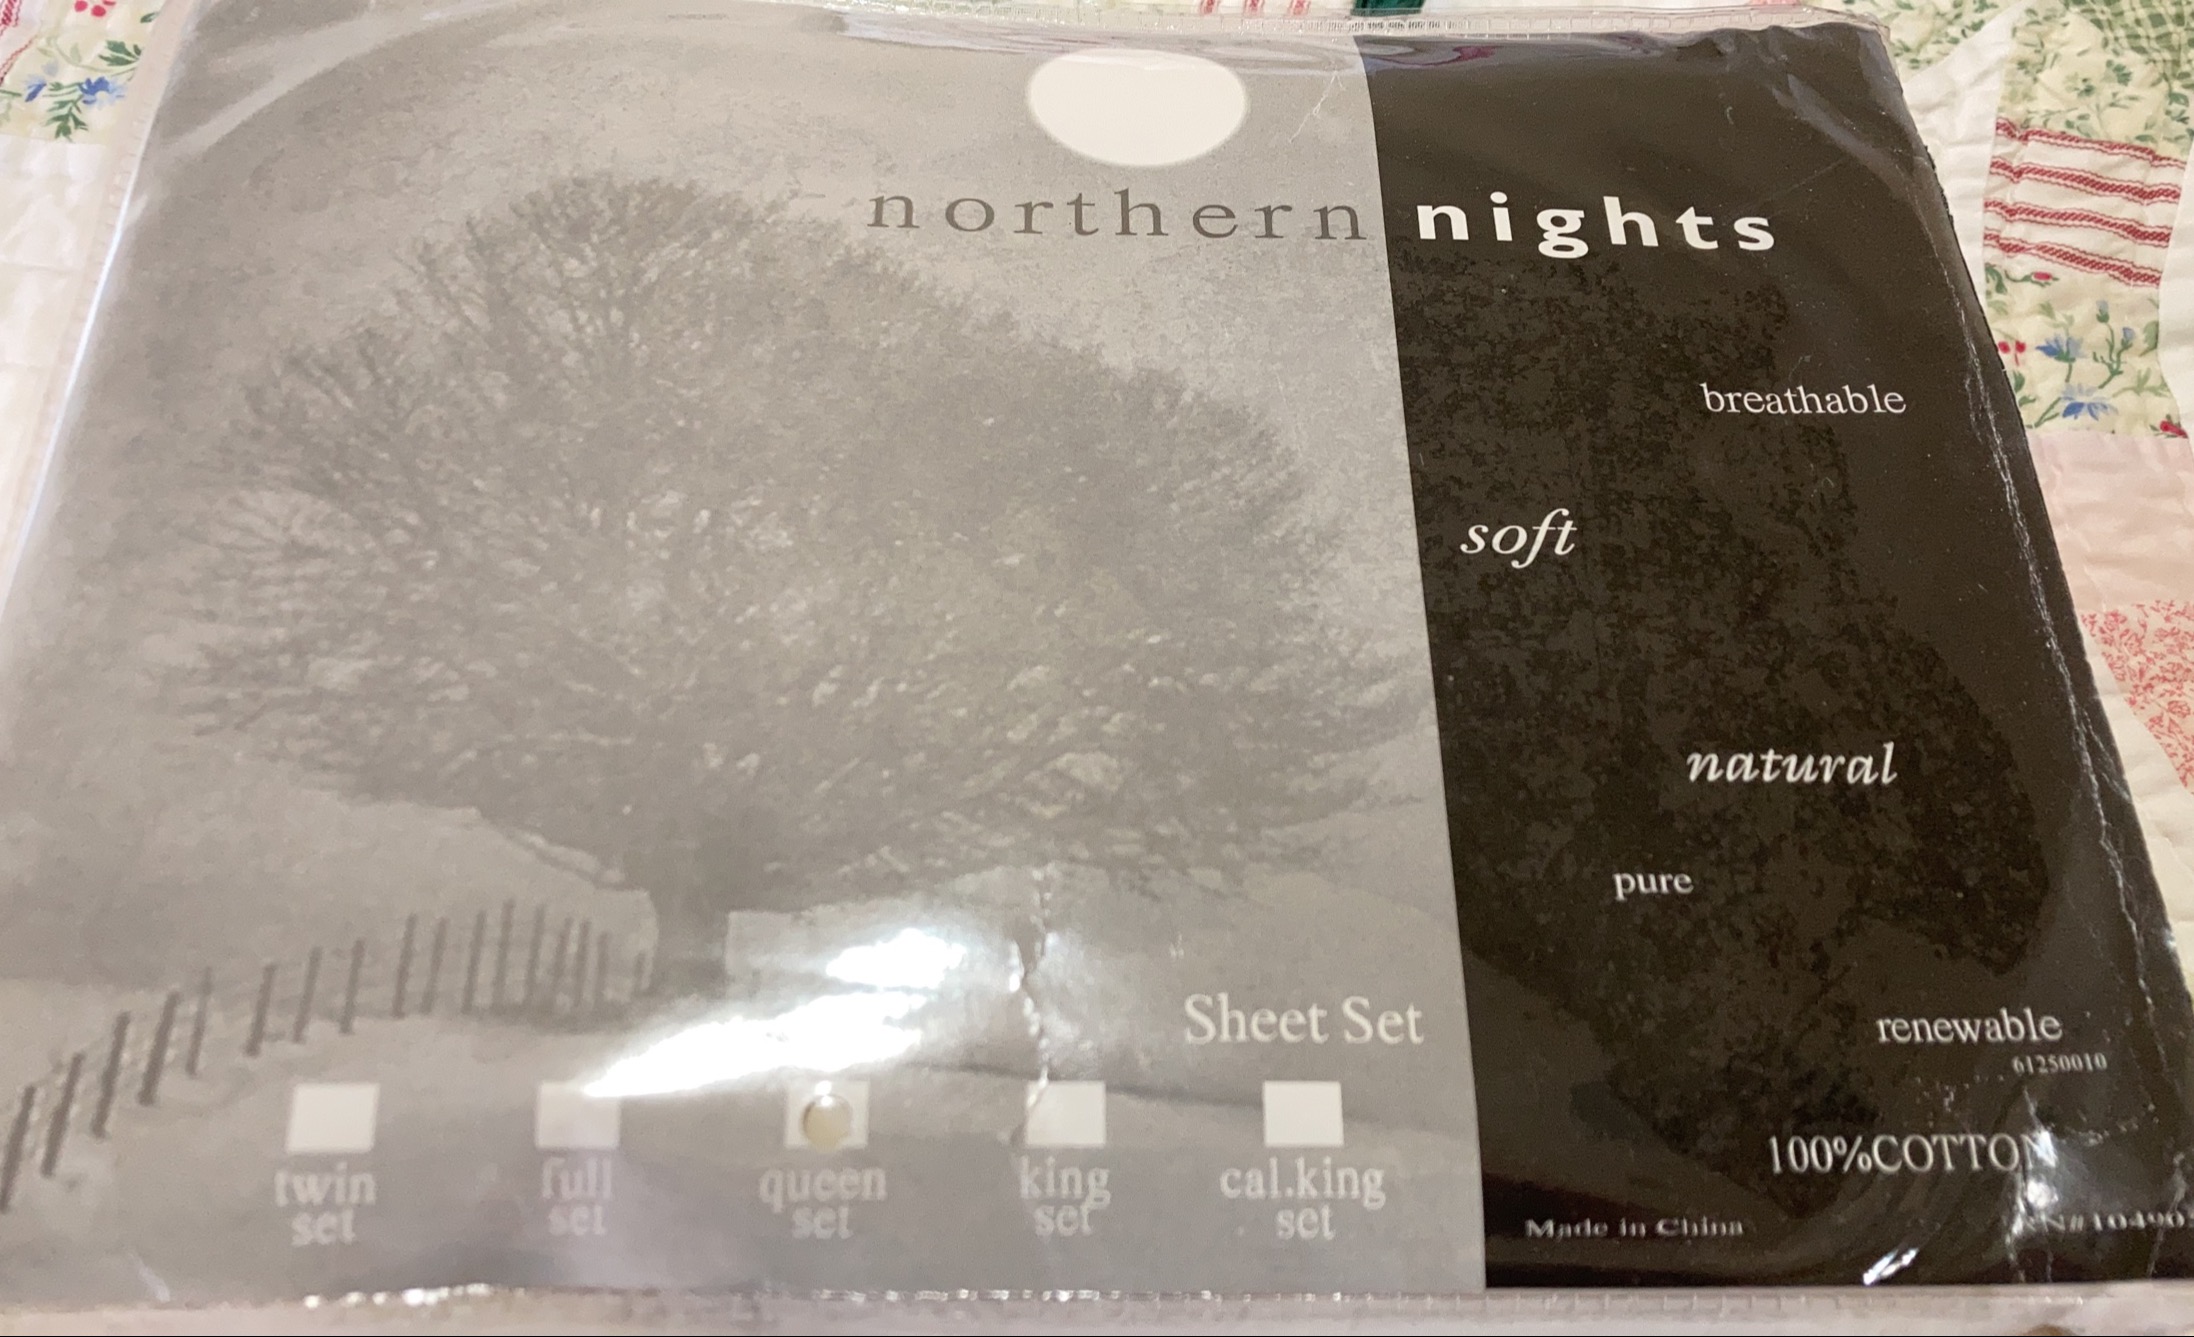 northern nights
breathable
soft
natural
pure
Sheet Set
renewable
61250010
twin set
full set
queen set
king set
cal.king set
100%COTTON
Made in China